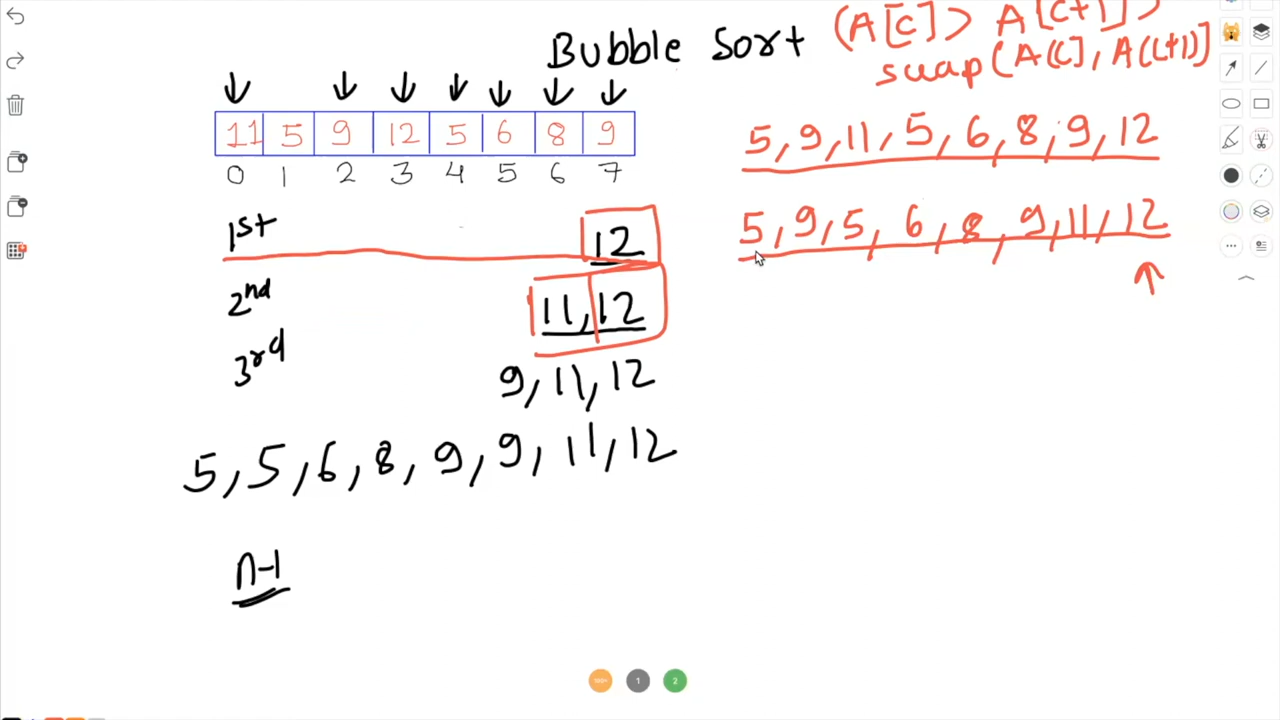 Bubble Sort
(A[C] > A[C+1]>
swap(A[C], A(C+1)]
11 5 9 12 5 6 8 9
0 1 2 3 4 5 6 7
5, 9, 11, 5, 6, 8, 9, 12
1st 12
5, 9, 5, 6, 8, 9, 11, 12
2nd 11, 12
3rd 9, 11, 12
5, 5, 6, 8, 9, 9, 11, 12
n-1
1 2